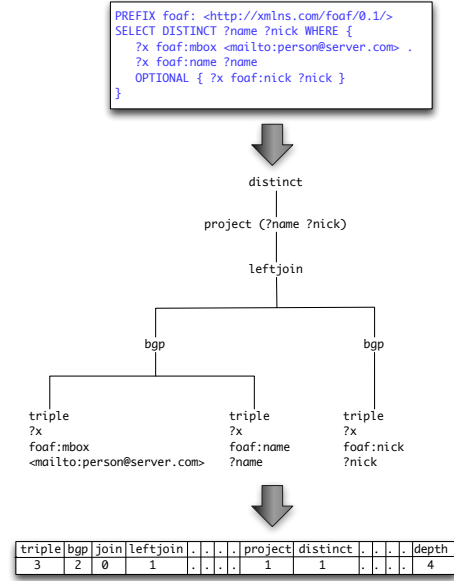 PREFIX foaf: <http://xmlns.com/foaf/0.1/>
SELECT DISTINCT ?name ?nick WHERE {
?x foaf:mbox <mailto:person@server.com> .
?x foaf:name ?name
OPTIONAL { ?x foaf:nick ?nick }
}
distinct
project (?name ?nick)
leftjoin
bgp bgp
triple triple triple
?x ?x ?x
foaf:mbox foaf:name foaf:nick
<mailto:person@server.com> ?name ?nick
triple bgp join leftjoin . . . . project distinct . . . . depth
3 2 0 1 . . . . 1 1 . . . . 4